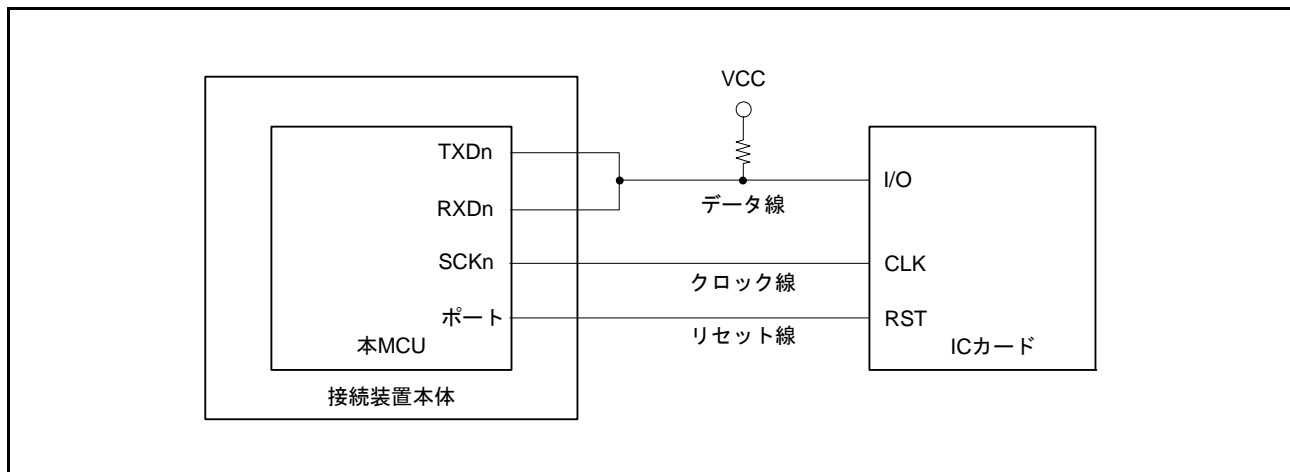 VCC
TXDn
RXDn
SCKn
ポート
本MCU
接続装置本体
データ線
クロック線
リセット線
I/O
CLK
RST
ICカード